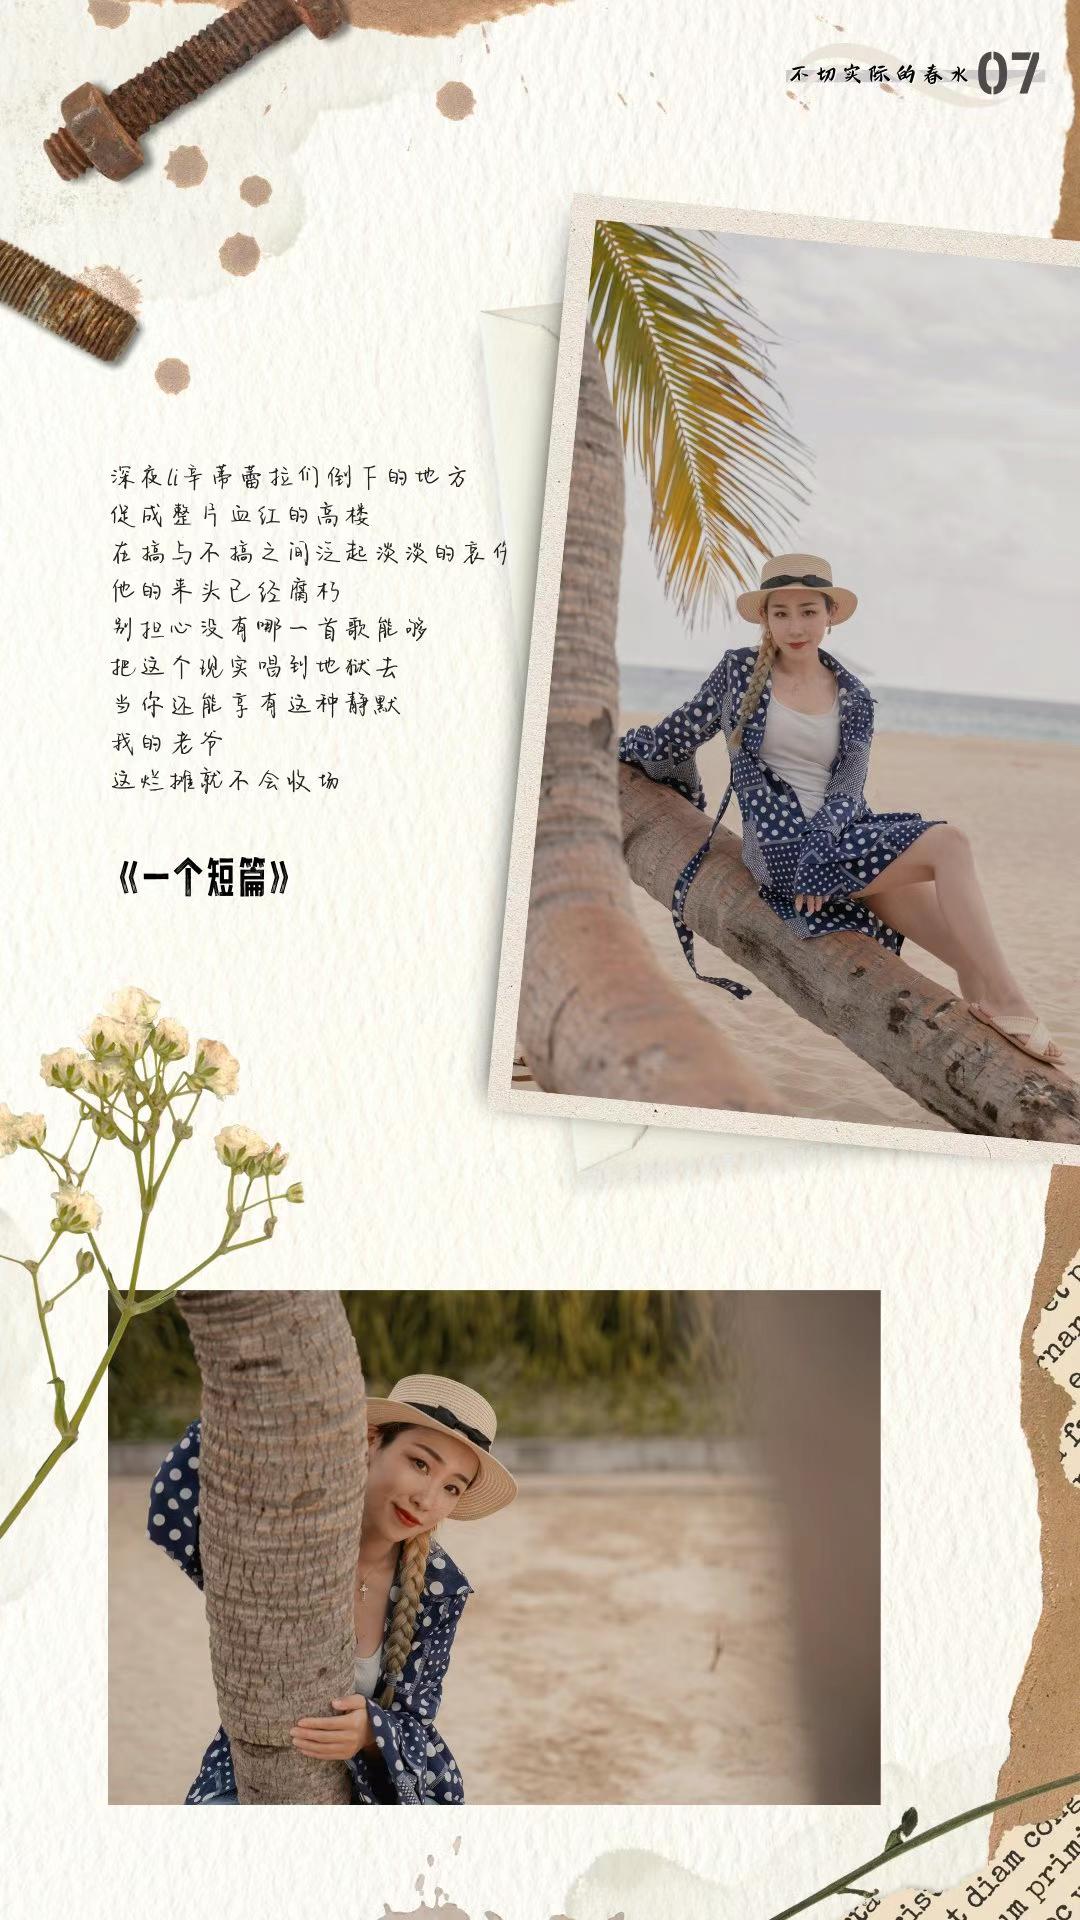 不切实际的春水 07
深夜li辛蒂蕾拉们倒下的地方
促成整片血红的高楼
在搞与不搞之间泛起淡淡的哀
他的来头已经腐朽
别担心没有哪一首歌能够
把这个现实唱到地狱去
当你还能享有这种静默
我的老爷
这烂摊就不会收场
《一个短篇》
et
diam cong